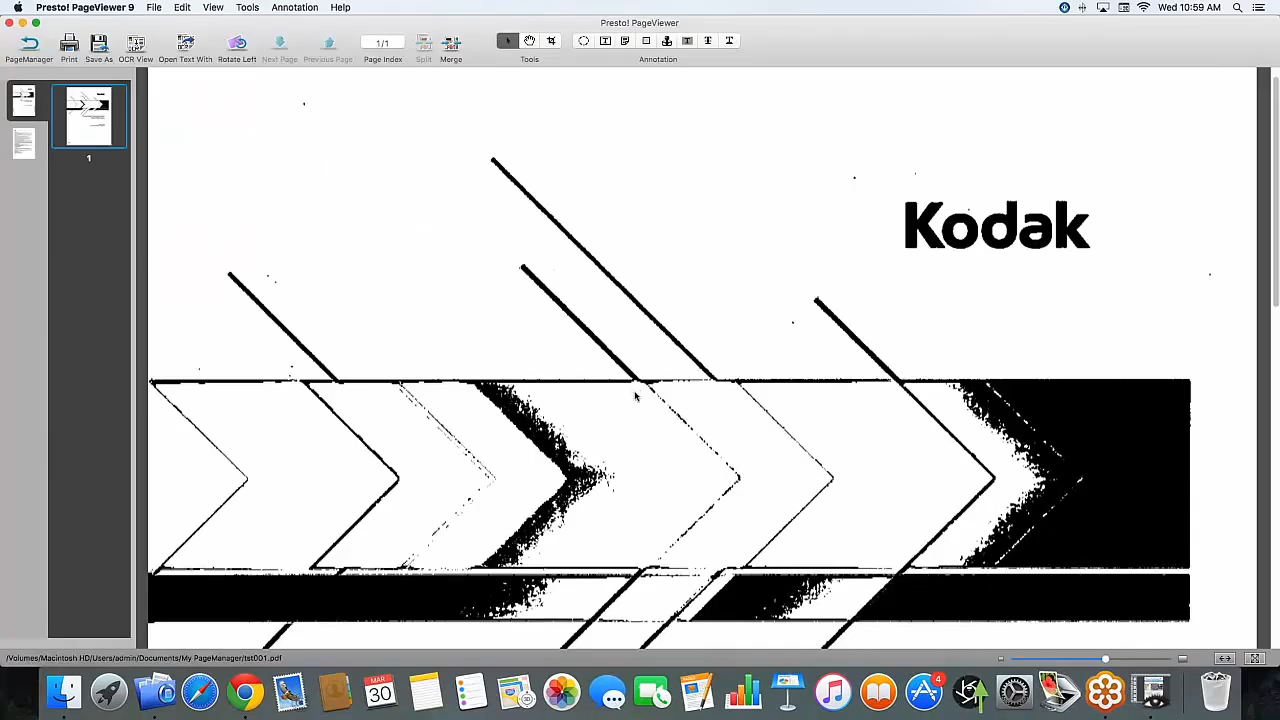 Presto! PageViewer 9 File Edit View Tools Annotation Help Wed 10:59 AM
Presto! PageViewer
1/1
PageManager Print Save As OCR View Open Text With Rotate Left Next Page Previous Page Page Index Split Merge Tools Annotation
Kodak
1
/Volumes/Macintosh HD/Users/admin/Documents/My PageManager/tst001.pdf
MAR
30
4